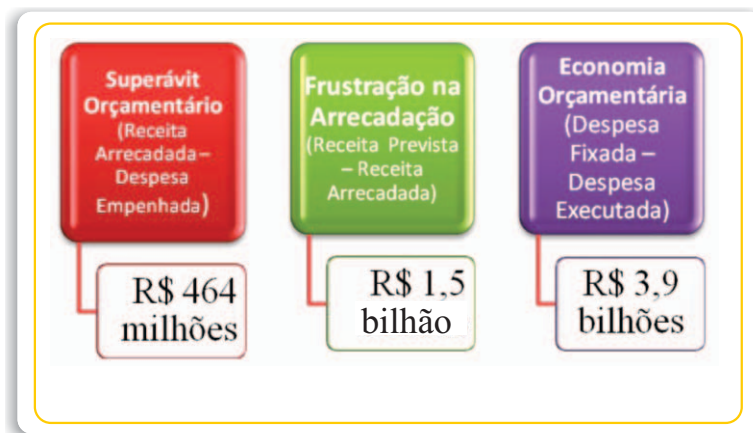 Superávit
Orçamentário
(Receita
Arrecadada –
Despesa
Empenhada)
R$ 464
milhões
Frustração na
Arrecadação
(Receita Prevista
– Receita
Arrecadada)
R$ 1,5
bilhão
Economia
Orçamentária
(Despesa
Fixada –
Despesa
Executada)
R$ 3,9
bilhões